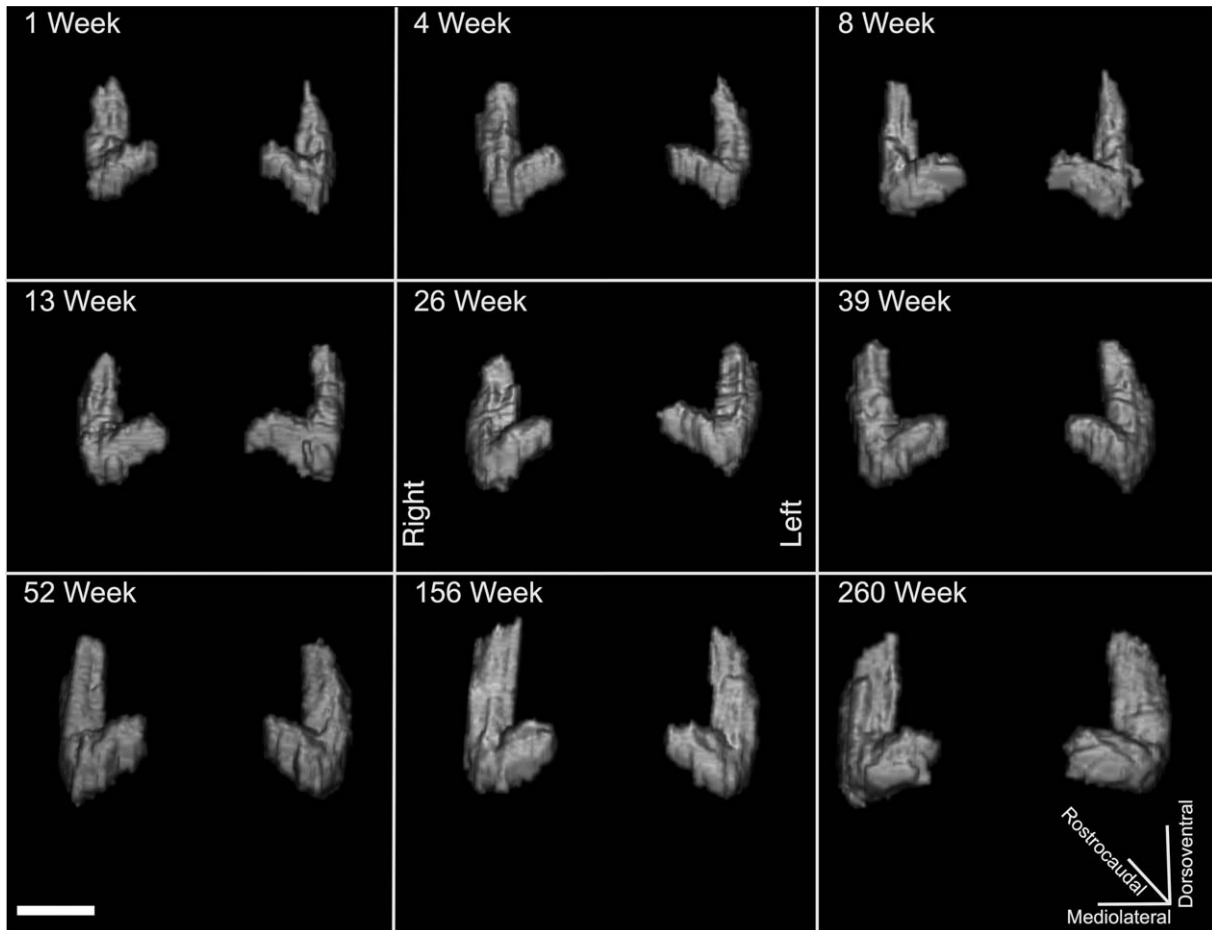 1 Week
4 Week
8 Week
13 Week
26 Week
39 Week
Right
Left
52 Week
156 Week
260 Week
Rostrocaudal
Dorsoventral
Mediolateral